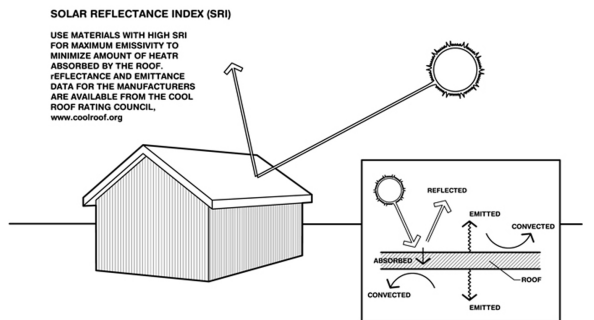 SOLAR REFLECTANCE INDEX (SRI)
USE MATERIALS WITH HIGH SRI
FOR MAXIMUM EMISSIVITY TO
MINIMIZE AMOUNT OF HEATR
ABSORBED BY THE ROOF.
rEFLECTANCE AND EMITTANCE
DATA FOR THE MANUFACTURERS
ARE AVAILABLE FROM THE COOL
ROOF RATING COUNCIL,
www.coolroof.org
REFLECTED
EMITTED
CONVECTED
ABSORBED
ROOF
CONVECTED
EMITTED